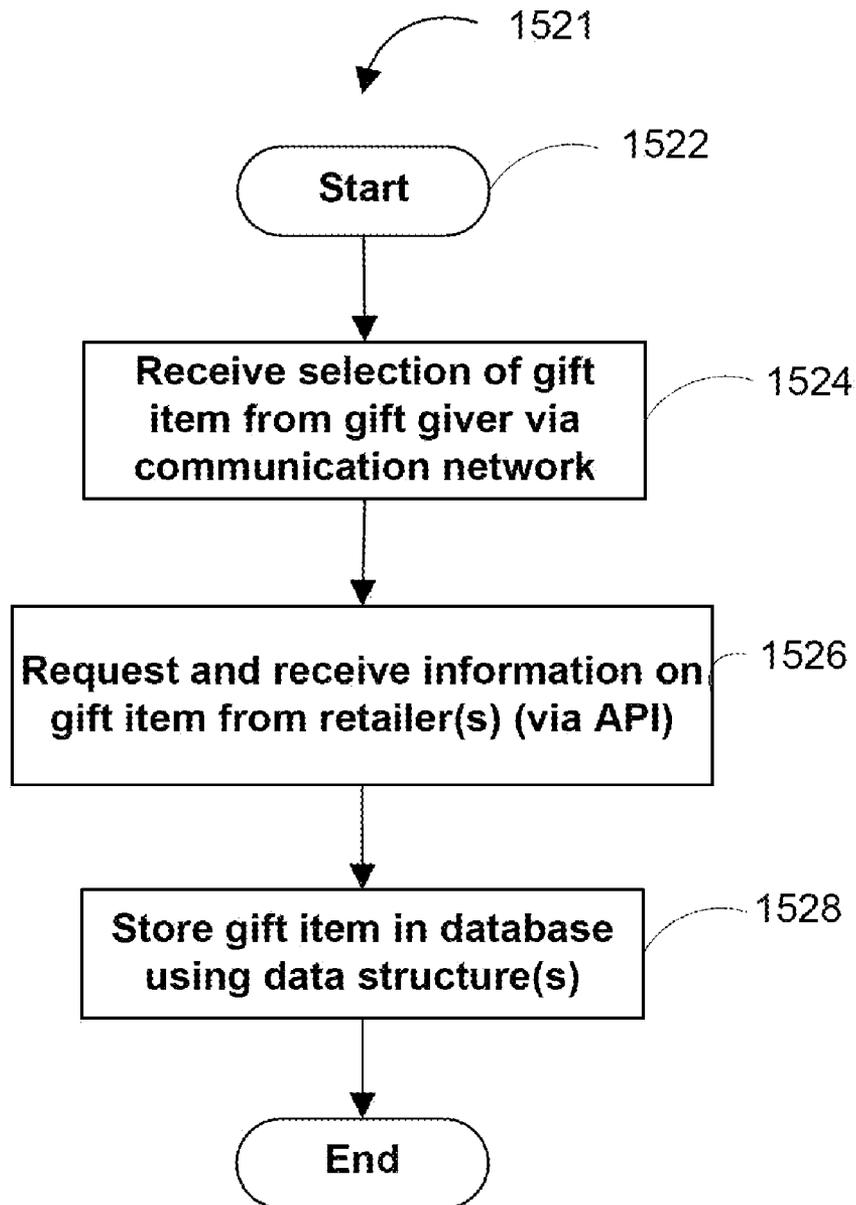 1521
1522
Start
Receive selection of gift
item from gift giver via
communication network
1524
Request and receive information on
gift item from retailer(s) (via API)
1526
Store gift item in database
using data structure(s)
1528
End